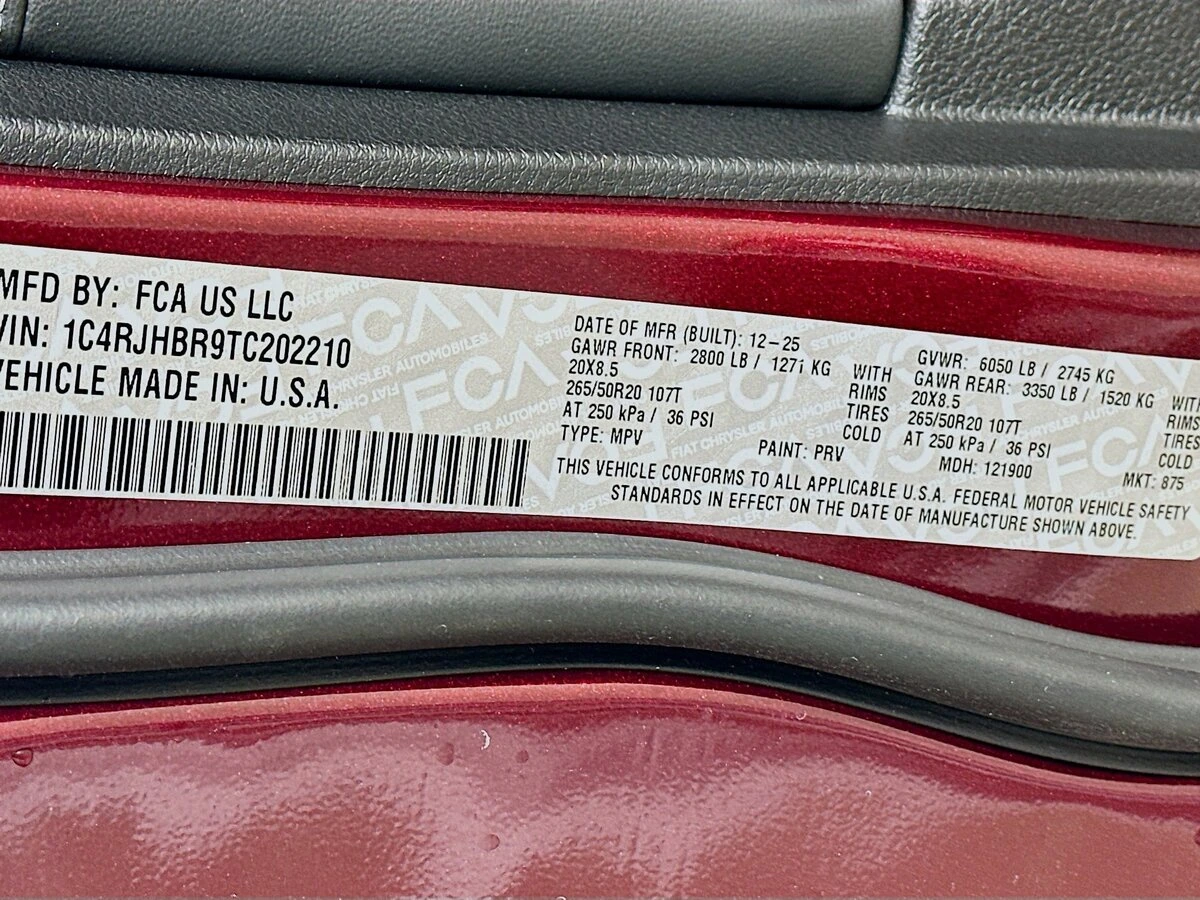 MFD BY: FCA US LLC
VIN: 1C4RJHBR9TC202210
VEHICLE MADE IN: U.S.A.
DATE OF MFR (BUILT): 12-25
GAWR FRONT: 2800 LB / 1271 KG WITH
20X8.5 RIMS
265/50R20 107T TIRES
AT 250 kPa / 36 PSI COLD
TYPE: MPV PAINT: PRV
GVWR: 6050 LB / 2745 KG
GAWR REAR: 3350 LB / 1520 KG WITH
20X8.5 RIMS
265/50R20 107T TIRES
AT 250 kPa / 36 PSI COLD
MDH: 121900 MKT: 875
THIS VEHICLE CONFORMS TO ALL APPLICABLE U.S.A. FEDERAL MOTOR VEHICLE SAFETY
STANDARDS IN EFFECT ON THE DATE OF MANUFACTURE SHOWN ABOVE.